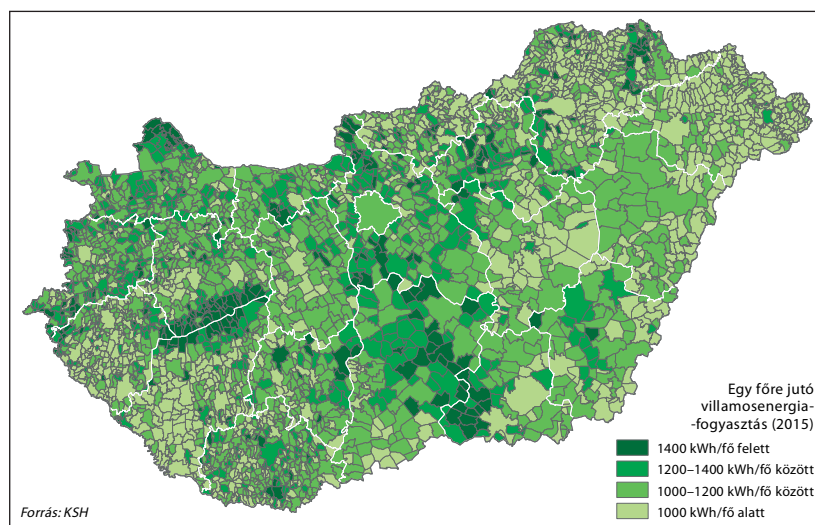 Egy főre jutó
villamosenergia-
-fogyasztás (2015)
1400 kWh/fő felett
1200–1400 kWh/fő között
1000–1200 kWh/fő között
1000 kWh/fő alatt
Forrás: KSH